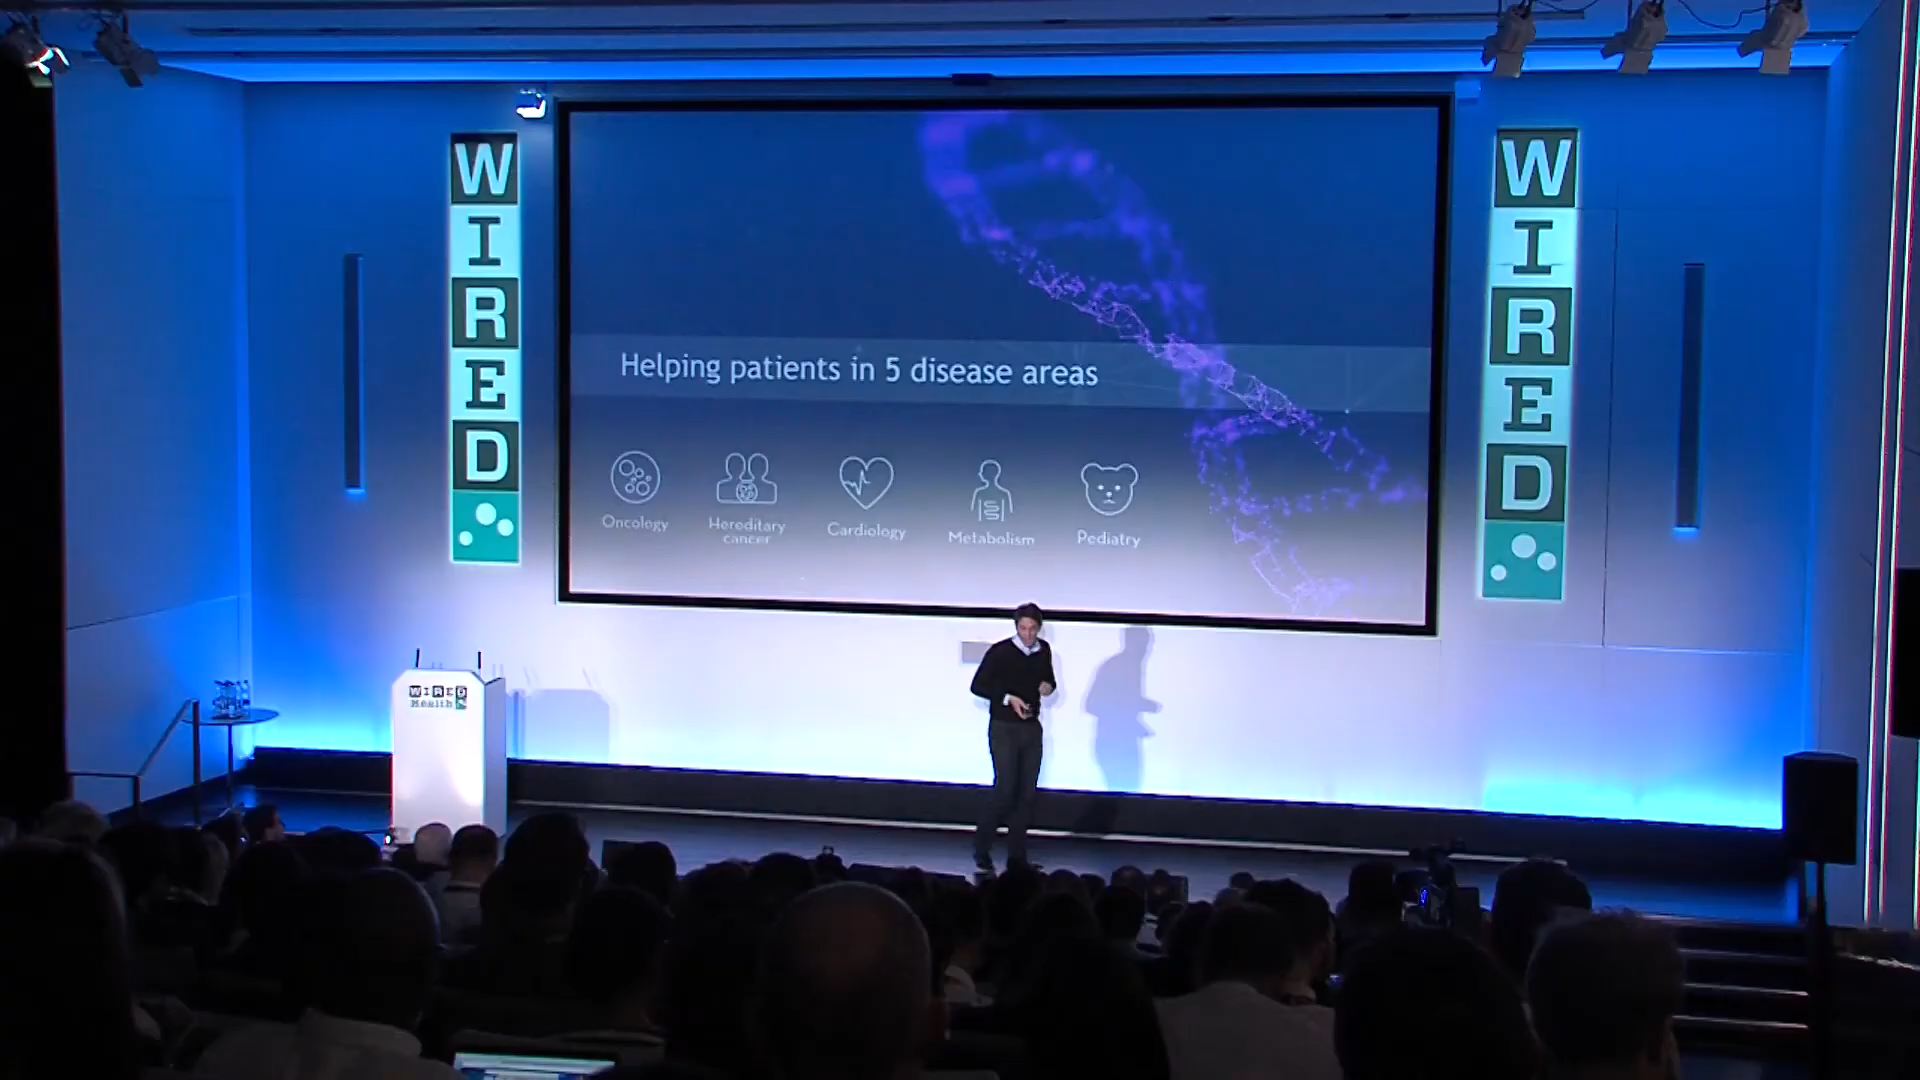 WIRED
WIRED
Helping patients in 5 disease areas
Oncology
Hereditary
cancer
Cardiology
Metabolism
Pediatry
WIRED
Health